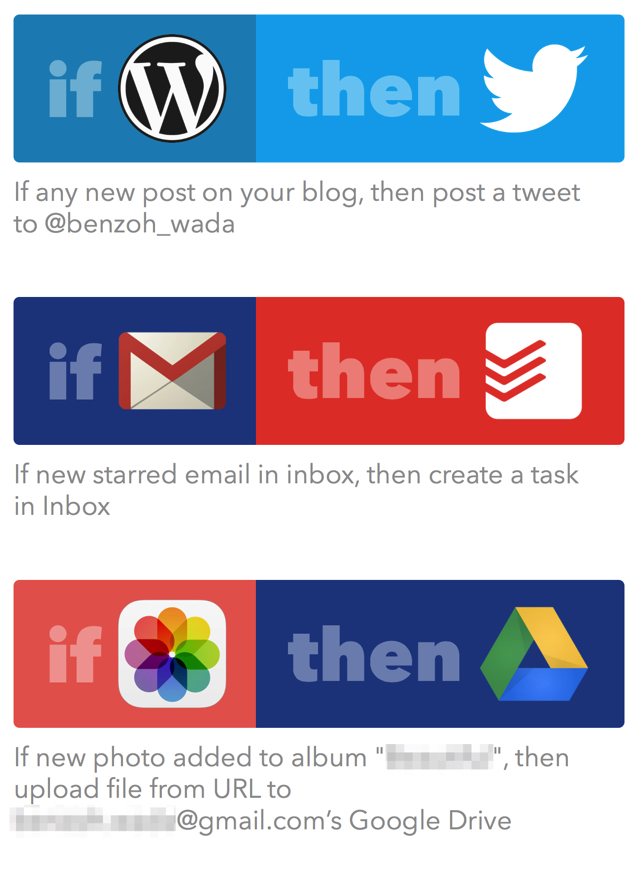 if then
If any new post on your blog, then post a tweet
to @benzoh_wada
if then
If new starred email in inbox, then create a task
in Inbox
if then
If new photo added to album "", then
upload file from URL to
@gmail.com’s Google Drive